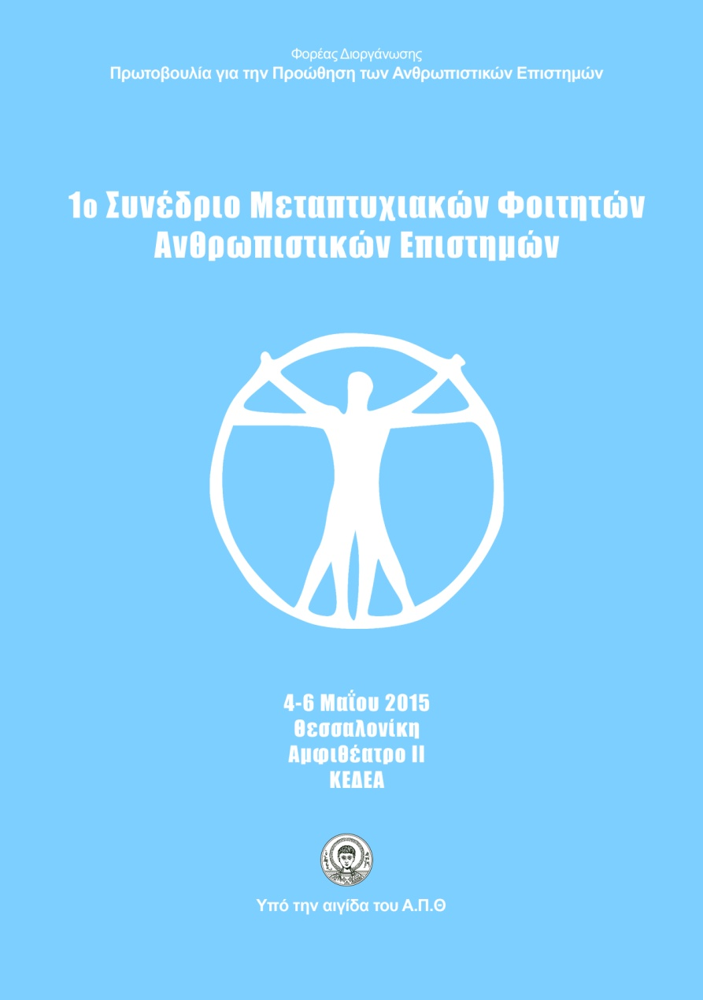 Φορέας Διοργάνωσης
Πρωτοβουλία για την Προώθηση των Ανθρωπιστικών Επιστημών
1ο Συνέδριο Μεταπτυχιακών Φοιτητών
Ανθρωπιστικών Επιστημών
4-6 Μαΐου 2015
Θεσσαλονίκη
Αμφιθέατρο ΙΙ
ΚΕΔΕΑ
Υπό την αιγίδα του Α.Π.Θ